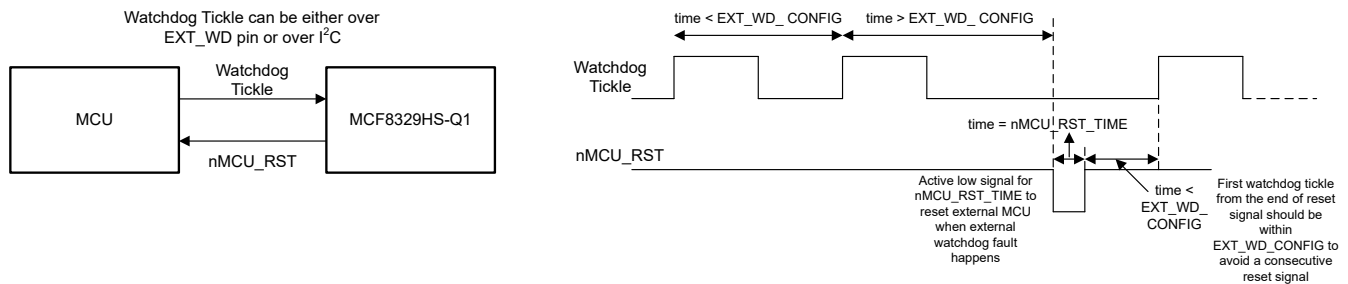 Watchdog Tickle can be either over
EXT_WD pin or over I²C
MCU
Watchdog
Tickle
nMCU_RST
MCF8329HS-Q1
time < EXT_WD_ CONFIG
time > EXT_WD_ CONFIG
Watchdog
Tickle
time = nMCU_RST_TIME
nMCU_RST
Active low signal for
nMCU_RST_TIME to
reset external MCU
when external
watchdog fault
happens
time <
EXT_WD_
CONFIG
First watchdog tickle
from the end of reset
signal should be
within
EXT_WD_CONFIG to
avoid a consecutive
reset signal